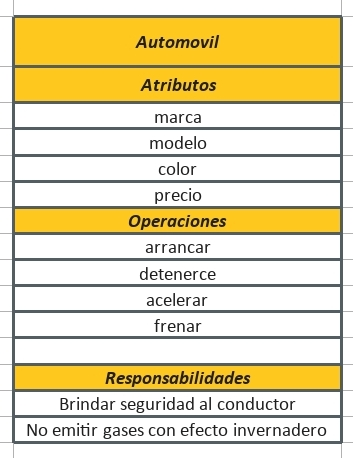 Automovil
Atributos
marca
modelo
color
precio
Operaciones
arrancar
detenerce
acelerar
frenar
Responsabilidades
Brindar seguridad al conductor
No emitir gases con efecto invernadero